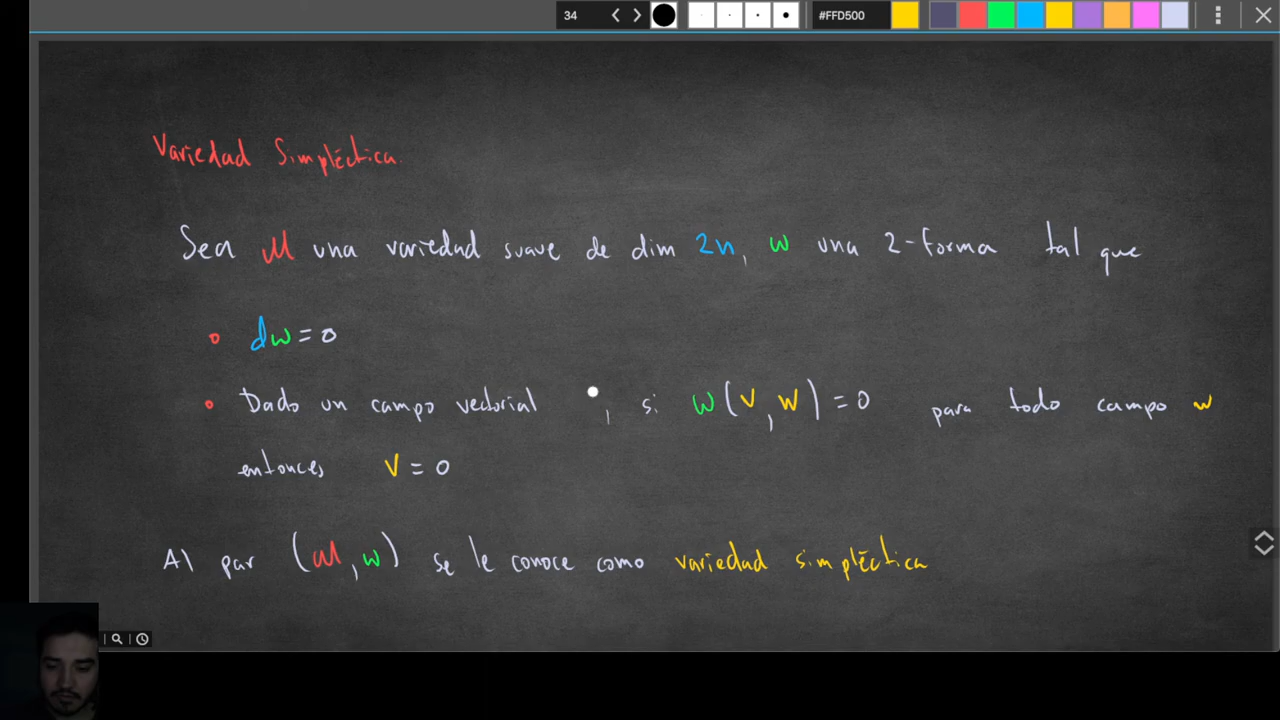 34 #FFD500
Variedad Simpléctica.
Sea M una variedad suave de dim 2n, w una 2-forma tal que
dw = 0
Dado un campo vectorial , si w(V, W) = 0 para todo campo w
entonces V = 0
Al par (M, w) se le conoce como variedad simpléctica